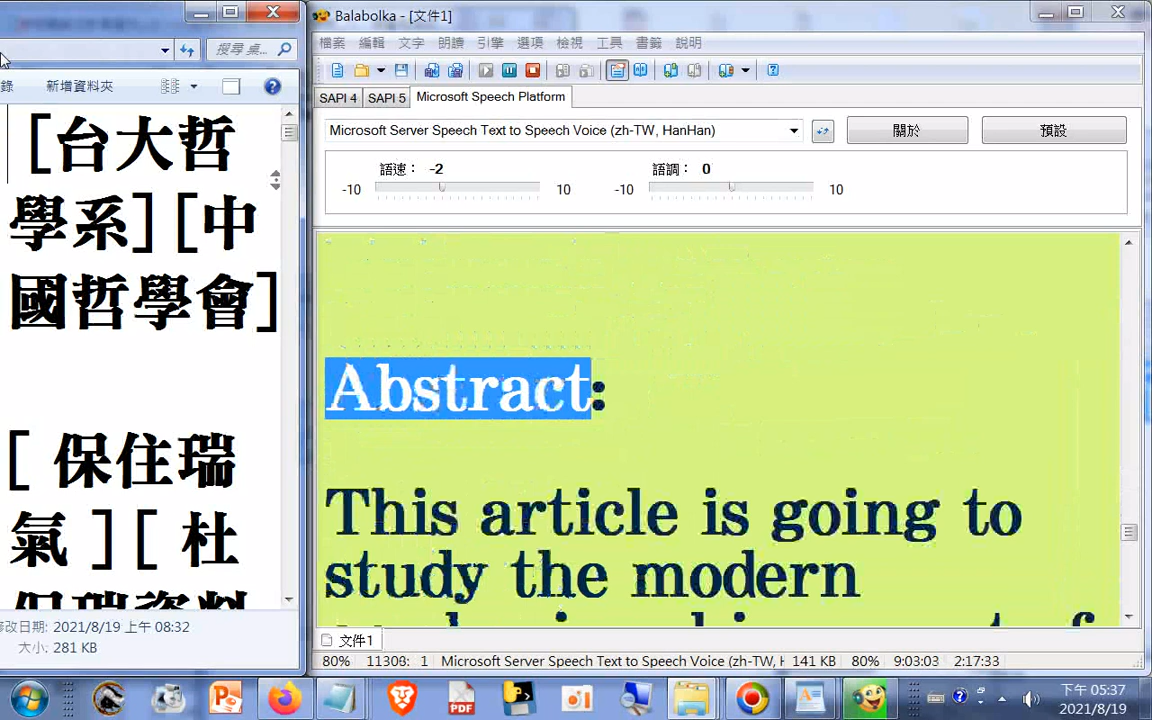 Balabolka - [文件1]
搜尋 桌...
檔案 編輯 文字 朗讀 引擎 選項 檢視 工具 書籤 說明
錄 新增資料夾
SAPI 4 SAPI 5 Microsoft Speech Platform
Microsoft Server Speech Text to Speech Voice (zh-TW, HanHan) 關於 預設
語速： -2 語調： 0
-10 10 -10 10
[台大哲
學系][中
國哲學會]
[ 保住瑞
氣 ][ 杜
保瑞資料
改日期: 2021/8/19 上午 08:32
大小: 281 KB
Abstract:
This article is going to
study the modern
文件1
80% 11308: 1 Microsoft Server Speech Text to Speech Voice (zh-TW, H 141 KB 80% 9:03:03 2:17:33
PDF
下午 05:37
2021/8/19